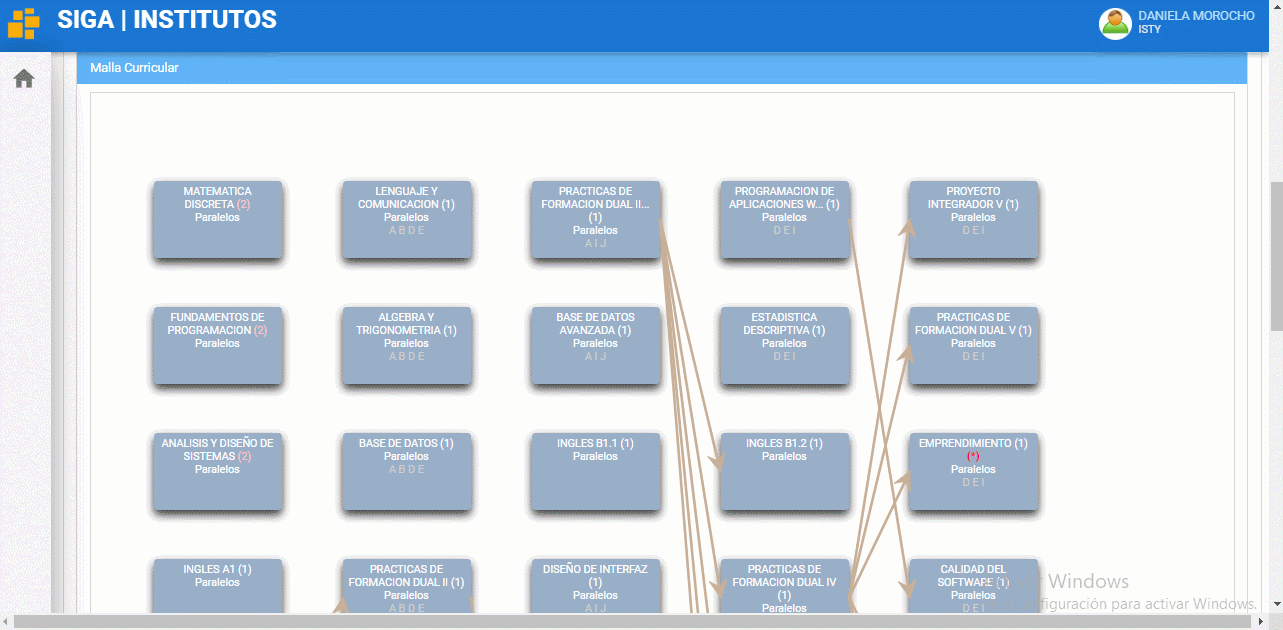 SIGA | INSTITUTOS
DANIELA MOROCHO
ISTY
Malla Curricular
MATEMATICA
DISCRETA (2)
Paralelos
LENGUAJE Y
COMUNICACION (1)
Paralelos
A B D E
PRACTICAS DE
FORMACION DUAL II...
(1)
Paralelos
A I J
PROGRAMACION DE
APLICACIONES W... (1)
Paralelos
D E I
PROYECTO
INTEGRADOR V (1)
Paralelos
D E I
FUNDAMENTOS DE
PROGRAMACION (2)
Paralelos
ALGEBRA Y
TRIGONOMETRIA (1)
Paralelos
A B D E
BASE DE DATOS
AVANZADA (1)
Paralelos
A I J
ESTADISTICA
DESCRIPTIVA (1)
Paralelos
D E I
PRACTICAS DE
FORMACION DUAL V (1)
Paralelos
D E I
ANALISIS Y DISEÑO DE
SISTEMAS (2)
Paralelos
BASE DE DATOS (1)
Paralelos
A B D E
INGLES B1.1 (1)
Paralelos
INGLES B1.2 (1)
Paralelos
EMPRENDIMIENTO (1)
(*)
Paralelos
D E I
INGLES A1 (1)
Paralelos
PRACTICAS DE
FORMACION DUAL II (1)
Paralelos
A B D E
DISEÑO DE INTERFAZ
(1)
Paralelos
A I J
PRACTICAS DE
FORMACION DUAL IV
(1)
Paralelos
CALIDAD DEL
SOFTWARE (1)
Paralelos
D E I
Windows
para activar Windows.